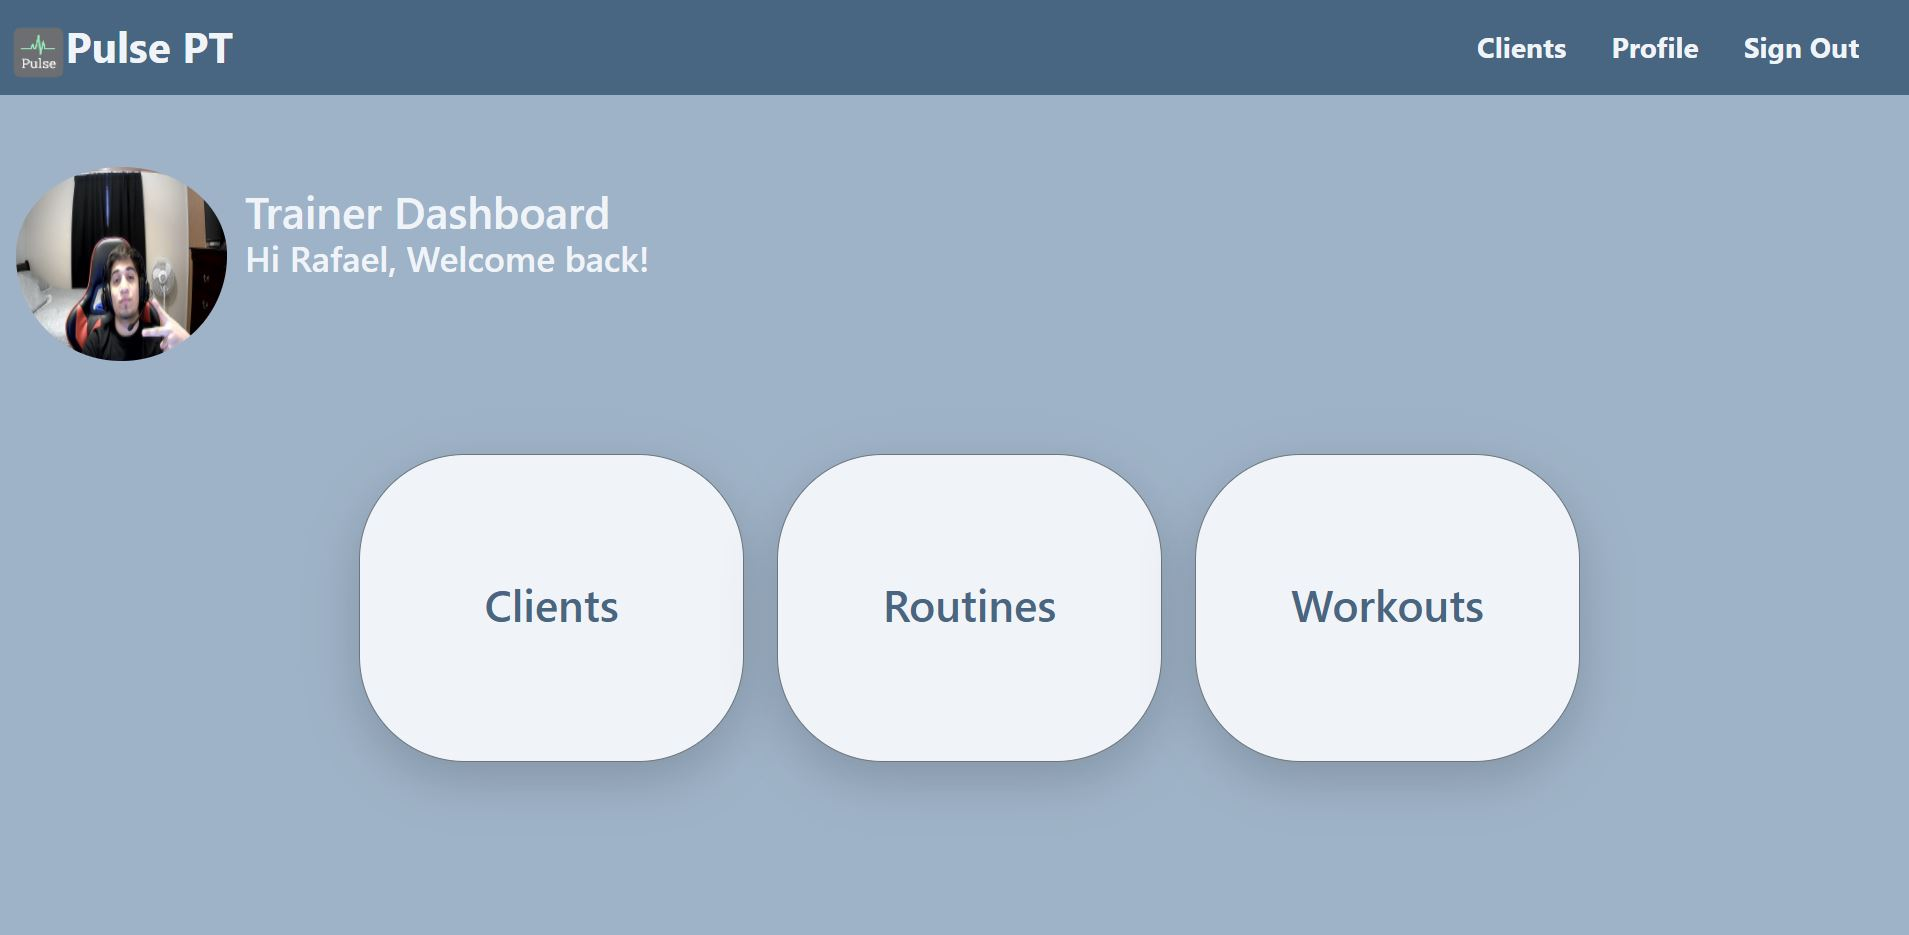 Pulse
Pulse PT
Clients
Profile
Sign Out
Trainer Dashboard
Hi Rafael, Welcome back!
Clients
Routines
Workouts